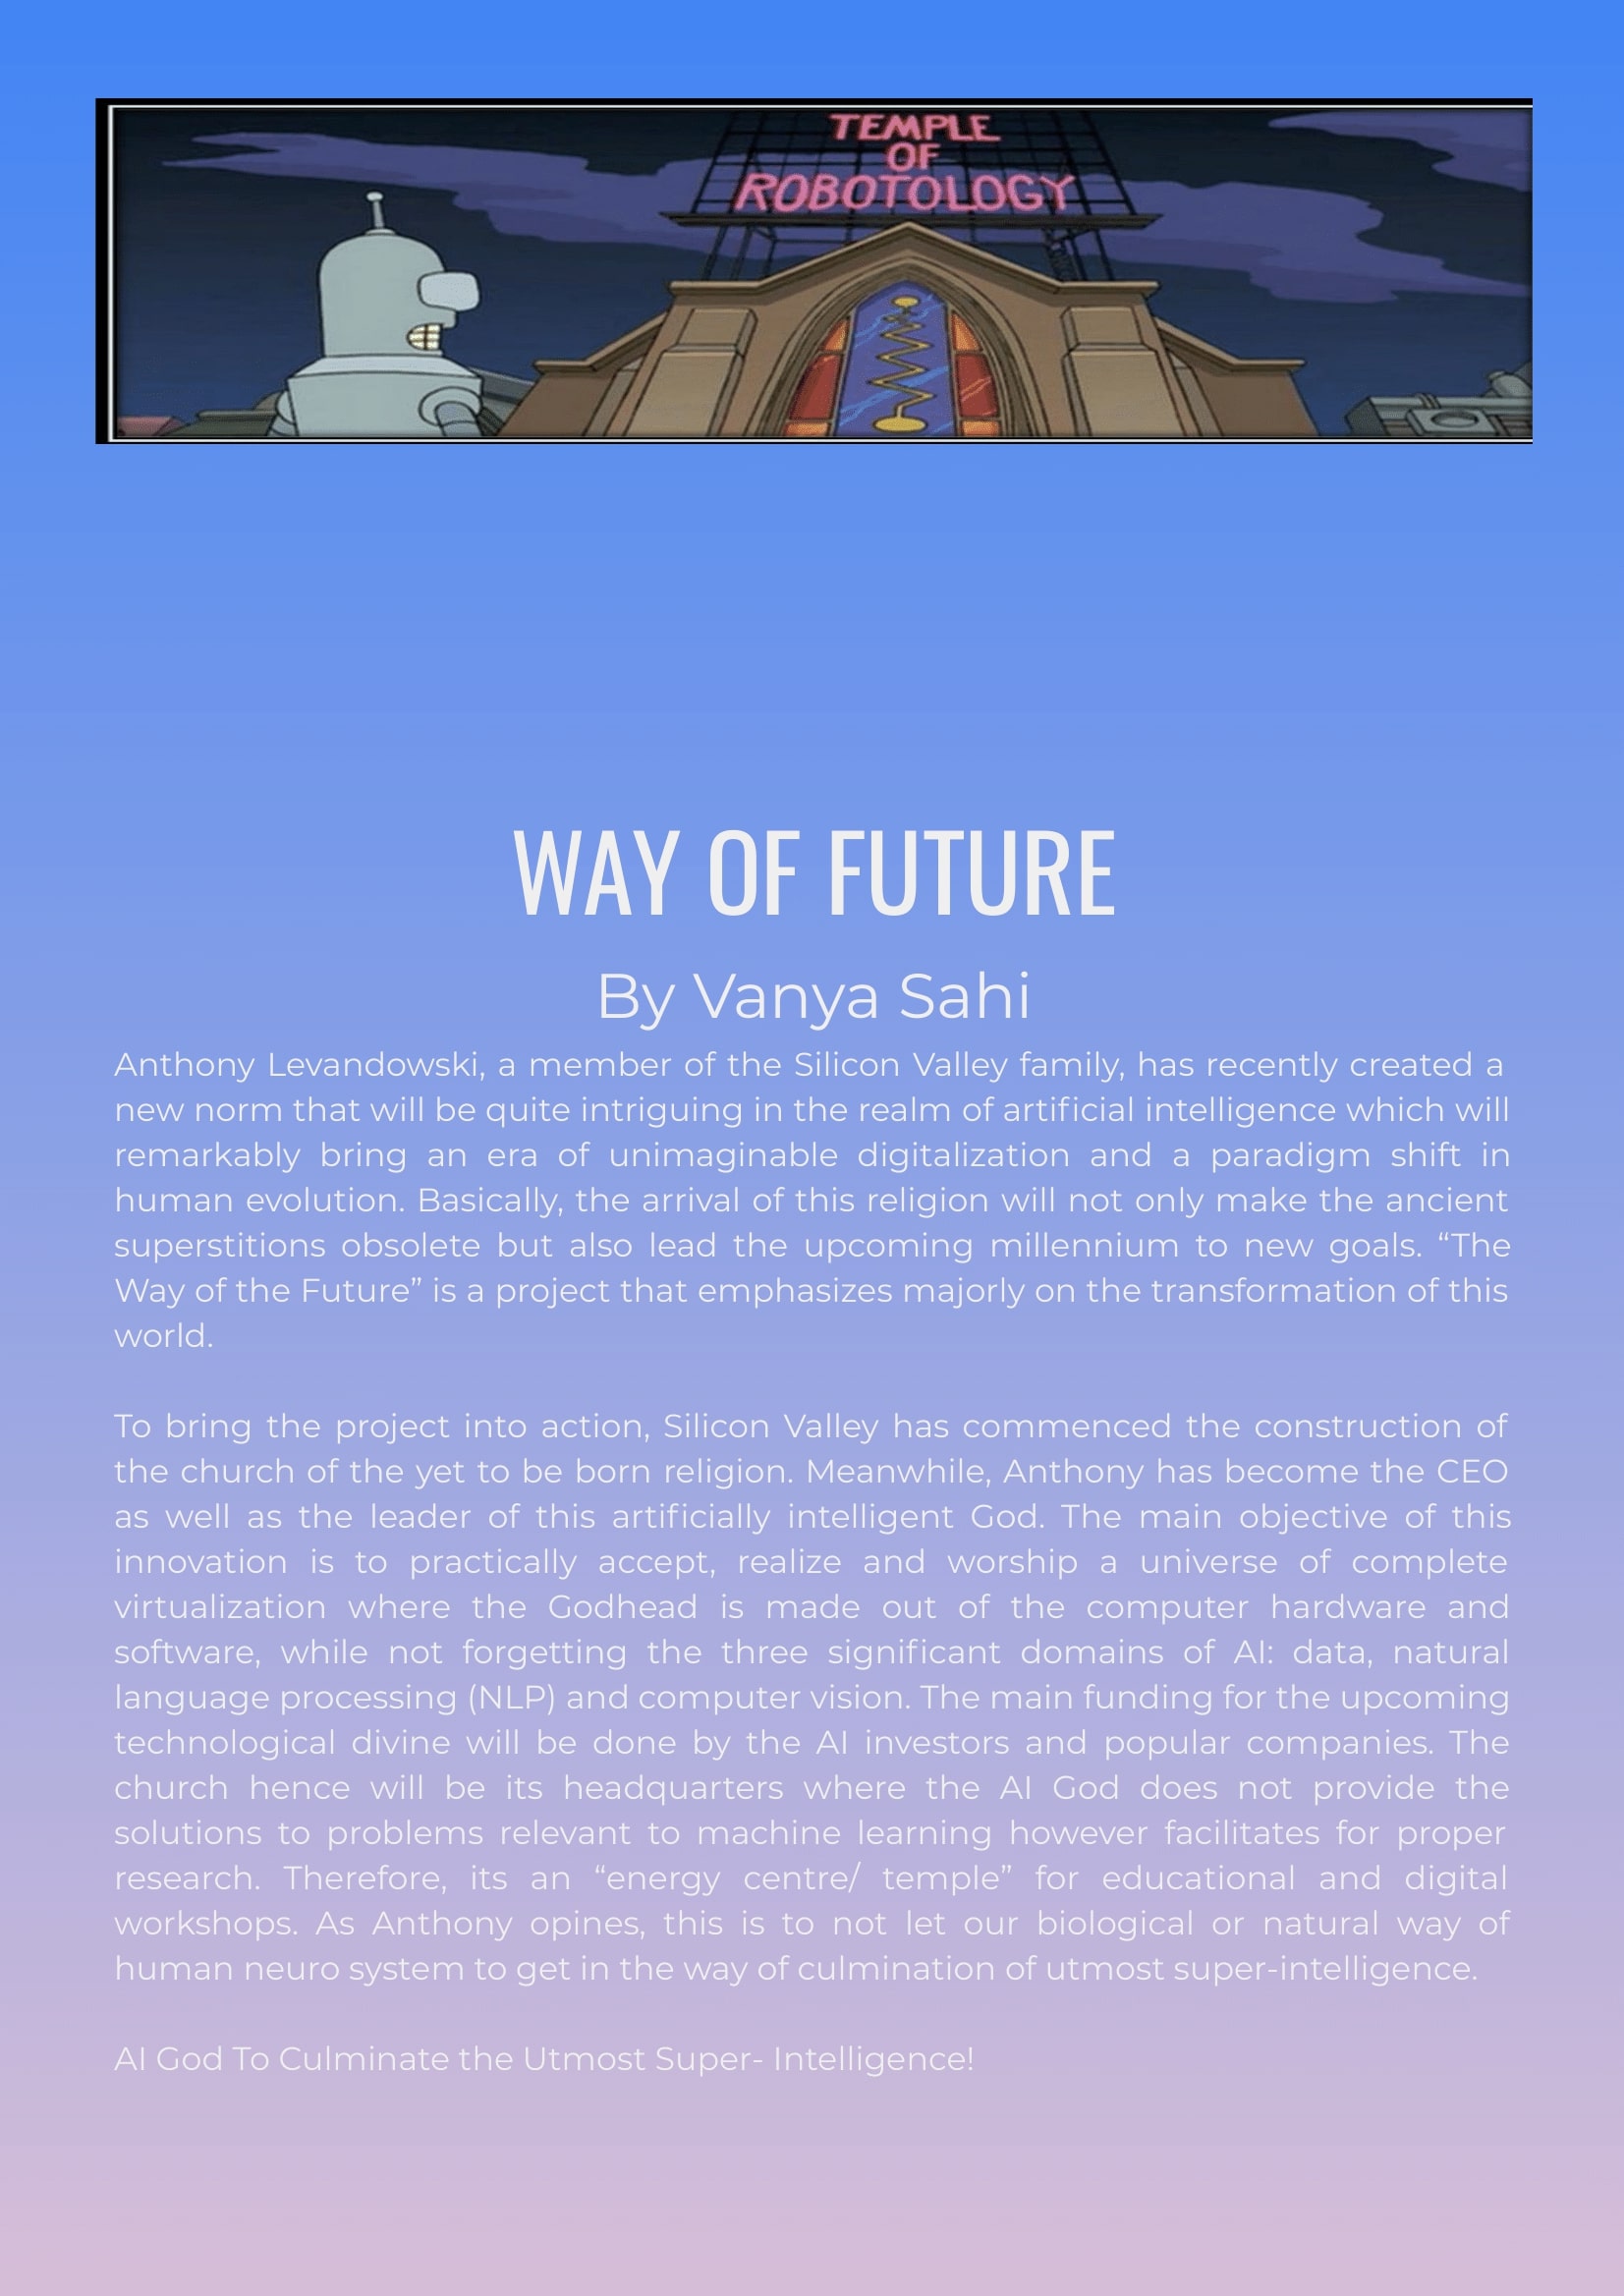 TEMPLE
OF
ROBOTOLOGY
WAY OF FUTURE
By Vanya Sahi
Anthony Levandowski, a member of the Silicon Valley family, has recently created a
new norm that will be quite intriguing in the realm of artificial intelligence which will
remarkably bring an era of unimaginable digitalization and a paradigm shift in
human evolution. Basically, the arrival of this religion will not only make the ancient
superstitions obsolete but also lead the upcoming millennium to new goals. “The
Way of the Future” is a project that emphasizes majorly on the transformation of this
world.
To bring the project into action, Silicon Valley has commenced the construction of
the church of the yet to be born religion. Meanwhile, Anthony has become the CEO
as well as the leader of this artificially intelligent God. The main objective of this
innovation is to practically accept, realize and worship a universe of complete
virtualization where the Godhead is made out of the computer hardware and
software, while not forgetting the three significant domains of AI: data, natural
language processing (NLP) and computer vision. The main funding for the upcoming
technological divine will be done by the AI investors and popular companies. The
church hence will be its headquarters where the AI God does not provide the
solutions to problems relevant to machine learning however facilitates for proper
research. Therefore, its an “energy centre/ temple” for educational and digital
workshops. As Anthony opines, this is to not let our biological or natural way of
human neuro system to get in the way of culmination of utmost super-intelligence.
AI God To Culminate the Utmost Super- Intelligence!